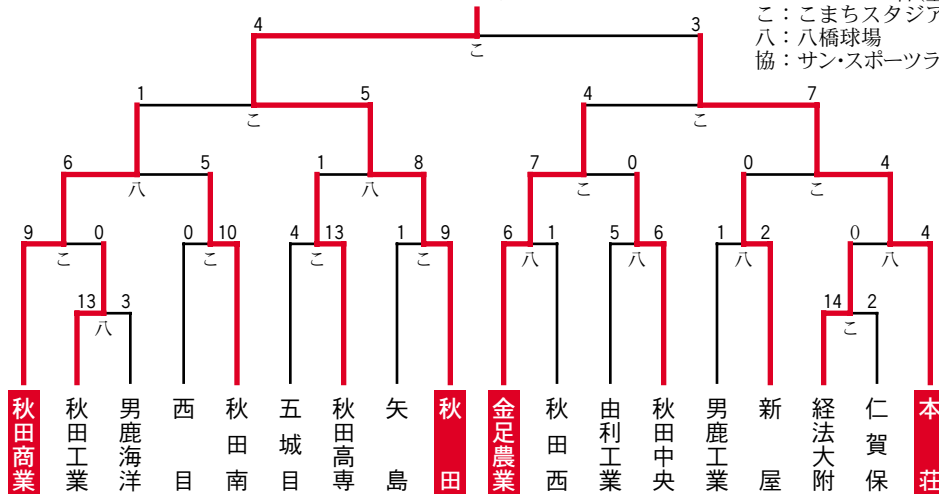 こ：こまちスタジア
八：八橋球場
協：サン・スポーツラ
4 3
こ
1 5 4 7
こ こ
6 5 1 8 7 0 0 4
八 八 こ こ
9 0 0 10 4 13 1 9 6 1 5 6 1 2 0 4
こ こ こ こ 八 八 八 八
13 3 14 2
八 こ
秋田商業
秋田工業
男鹿海洋
西目
秋田南
五城目
秋田高専
矢島
秋田
金足農業
秋田西
由利工業
秋田中央
男鹿工業
新屋
経法大附
仁賀保
本荘